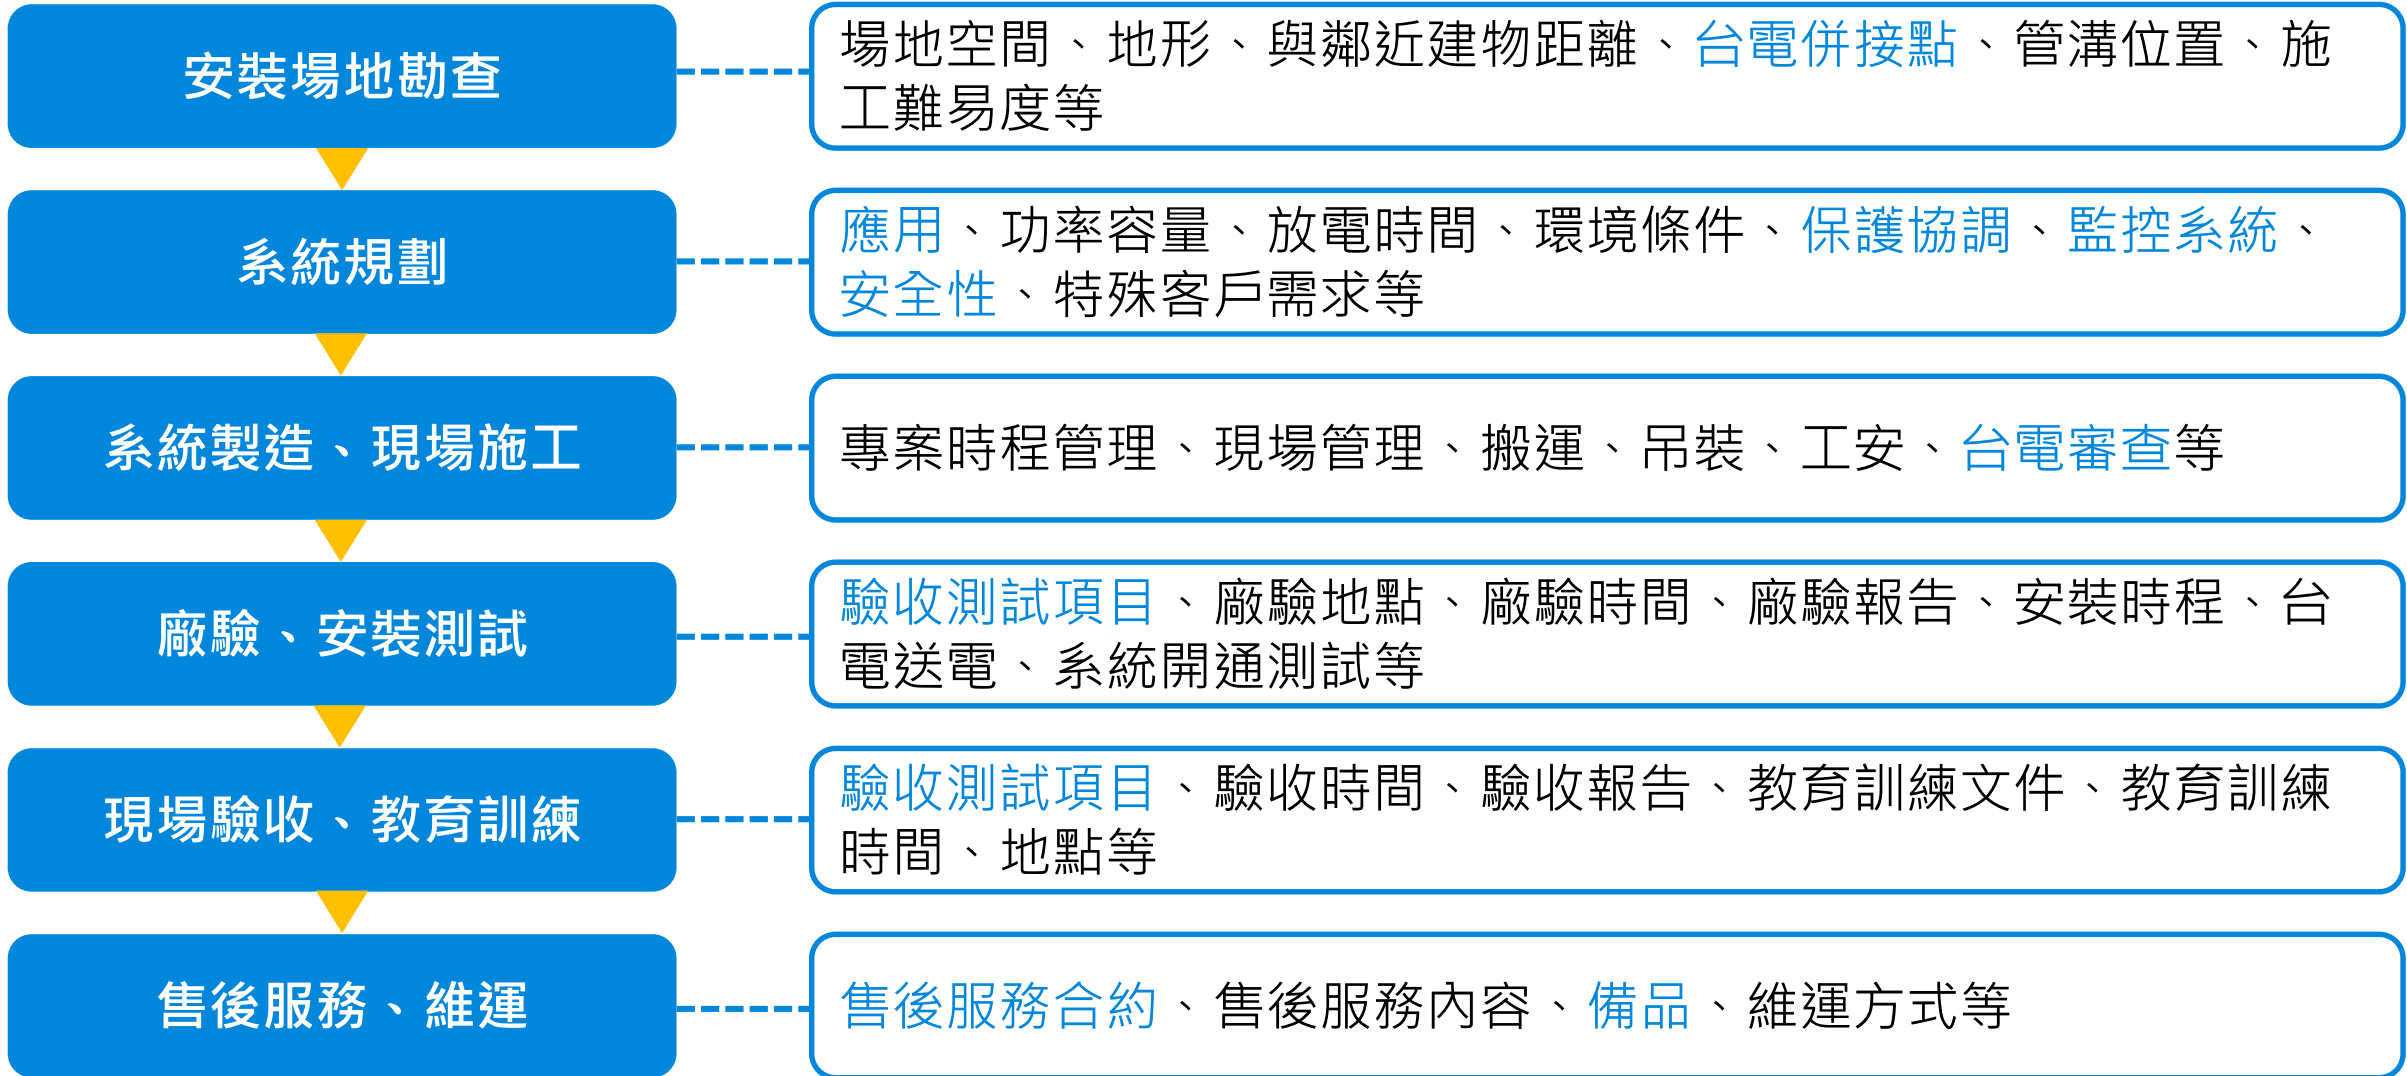 安裝場地勘查
場地空間、地形、與鄰近建物距離、台電併接點、管溝位置、施
工難易度等
系統規劃
應用、功率容量、放電時間、環境條件、保護協調、監控系統、
安全性、特殊客戶需求等
系統製造、現場施工
專案時程管理、現場管理、搬運、吊裝、工安、台電審查等
廠驗、安裝測試
驗收測試項目、廠驗地點、廠驗時間、廠驗報告、安裝時程、台
電送電、系統開通測試等
現場驗收、教育訓練
驗收測試項目、驗收時間、驗收報告、教育訓練文件、教育訓練
時間、地點等
售後服務、維運
售後服務合約、售後服務內容、備品、維運方式等